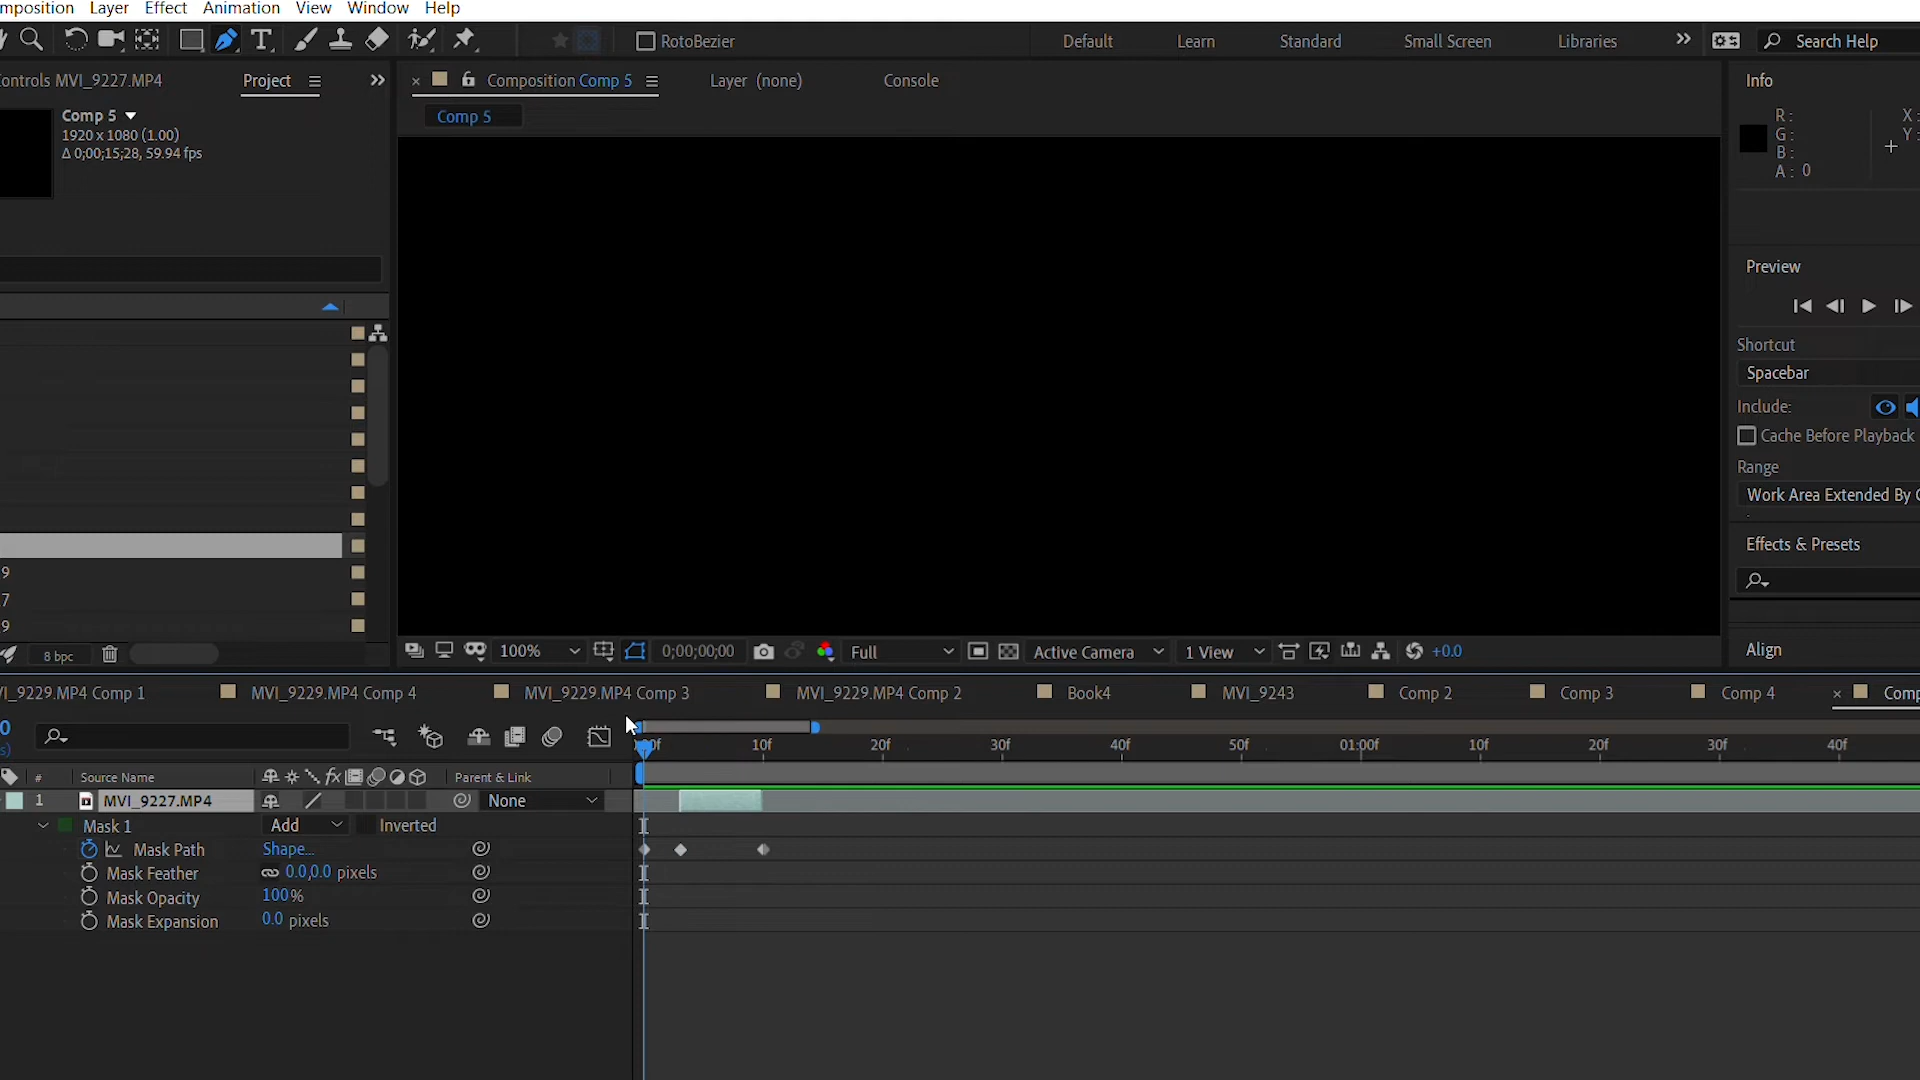 mposition Layer Effect Animation View Window Help
RotoBezier Default Learn Standard Small Screen Libraries Search Help
ontrols MVI_9227.MP4 Project Composition Comp 5 Layer (none) Console Info
Comp 5
1920 x 1080 (1.00)
Δ 0;00;15;28, 59.94 fps
Comp 5
R:
G:
B:
A: 0
X:
Y:
Preview
Shortcut
Spacebar
Include:
Cache Before Playback
Range
Work Area Extended By C
Effects & Presets
9
7
9
8 bpc 100% 0;00;00;00 Full Active Camera 1 View +0.0
Align
I_9229.MP4 Comp 1 MVI_9229.MP4 Comp 4 MVI_9229.MP4 Comp 3 MVI_9229.MP4 Comp 2 Book4 MVI_9243 Comp 2 Comp 3 Comp 4 × Comp
0
s)
10f 20f 30f 40f 50f 01:00f 10f 20f 30f 40f
# Source Name fx Parent & Link
1 MVI_9227.MP4 None
Mask 1 Add Inverted
Mask Path Shape...
Mask Feather 0.0,0.0 pixels
Mask Opacity 100%
Mask Expansion 0.0 pixels